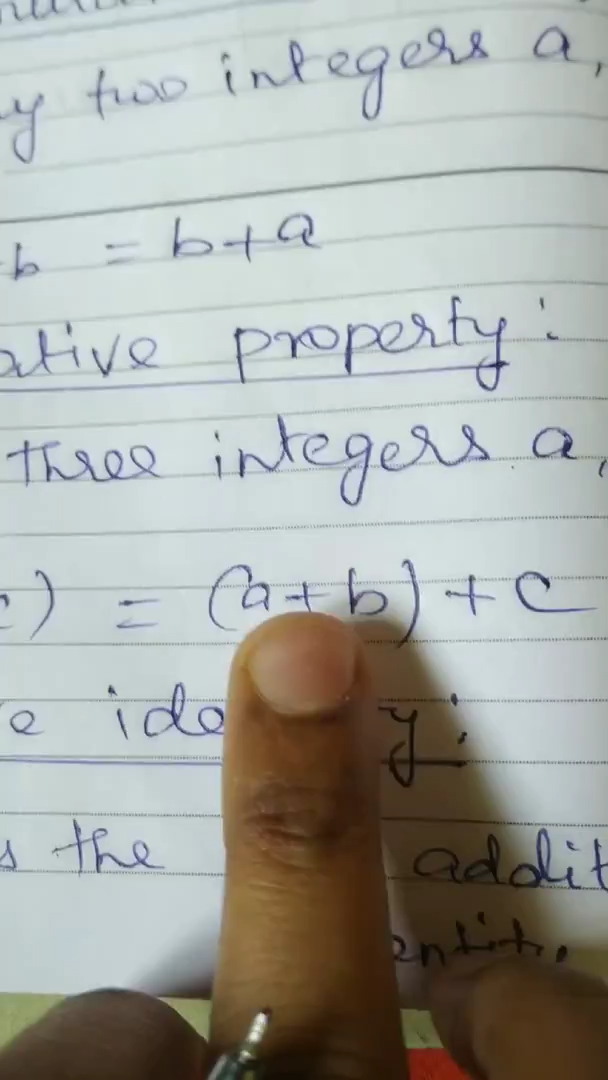 y two integers a,
b = b+a
ative property:
three integers a,
) = (a+b) + c
e ide y:
s the addit